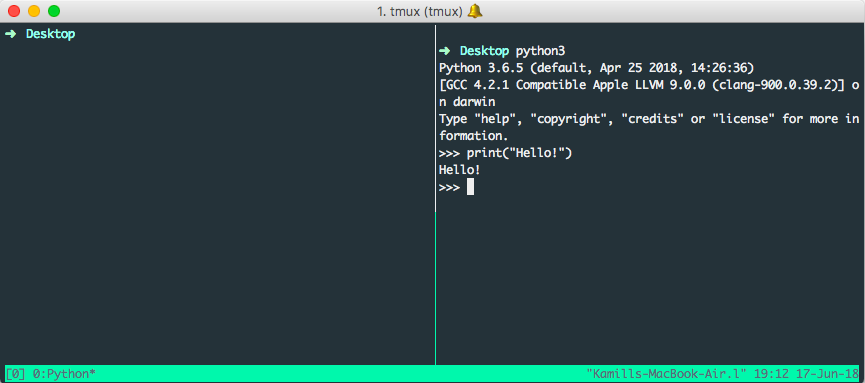 1. tmux (tmux)
➜ Desktop
➜ Desktop python3
Python 3.6.5 (default, Apr 25 2018, 14:26:36)
[GCC 4.2.1 Compatible Apple LLVM 9.0.0 (clang-900.0.39.2)] o
n darwin
Type "help", "copyright", "credits" or "license" for more in
formation.
>>> print("Hello!")
Hello!
>>>
[0] 0:Python* "Kamills-MacBook-Air.l" 19:12 17-Jun-18